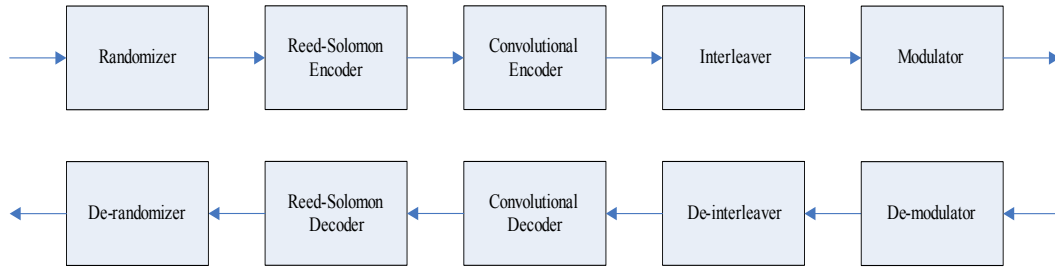 Randomizer
Reed-Solomon
Encoder
Convolutional
Encoder
Interleaver
Modulator
De-randomizer
Reed-Solomon
Decoder
Convolutional
Decoder
De-interleaver
De-modulator